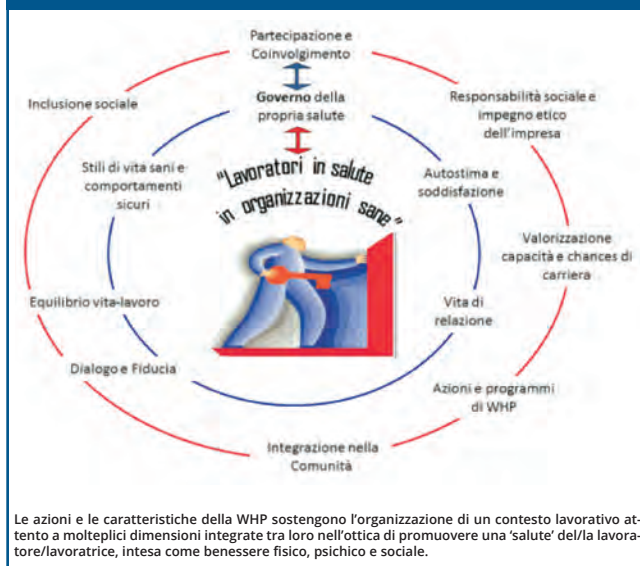 Partecipazione e
Coinvolgimento
Inclusione sociale
Governo della
propria salute
Responsabilità sociale e
impegno etico
dell'impresa
Stili di vita sani e
comportamenti
sicuri
"Lavoratori in salute
in organizzazioni sane"
Autostima e
soddisfazione
Valorizzazione
capacità e chances di
carriera
Equilibrio vita-lavoro
Vita di
relazione
Dialogo e Fiducia
Azioni e programmi
di WHP
Integrazione nella
Comunità
Le azioni e le caratteristiche della WHP sostengono l'organizzazione di un contesto lavorativo at-
tento a molteplici dimensioni integrate tra loro nell'ottica di promuovere una 'salute' del/la lavora-
tore/lavoratrice, intesa come benessere fisico, psichico e sociale.